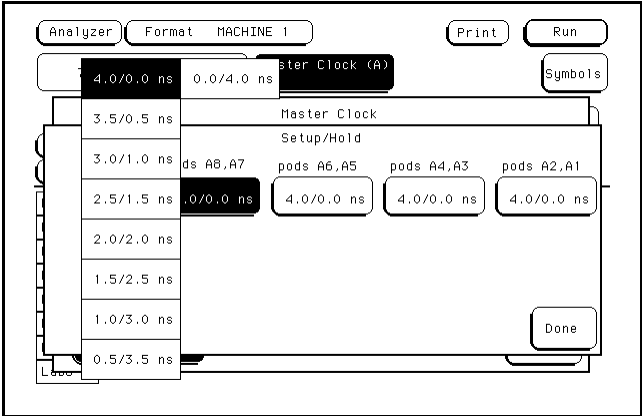 Analyzer Format MACHINE 1 Print Run
Master Clock (A) Symbols
4.0/0.0 ns 0.0/4.0 ns
Master Clock
3.5/0.5 ns
Setup/Hold
3.0/1.0 ns
pods A8,A7 pods A6,A5 pods A4,A3 pods A2,A1
2.5/1.5 ns 4.0/0.0 ns 4.0/0.0 ns 4.0/0.0 ns 4.0/0.0 ns
2.0/2.0 ns
1.5/2.5 ns
1.0/3.0 ns
Done
0.5/3.5 ns